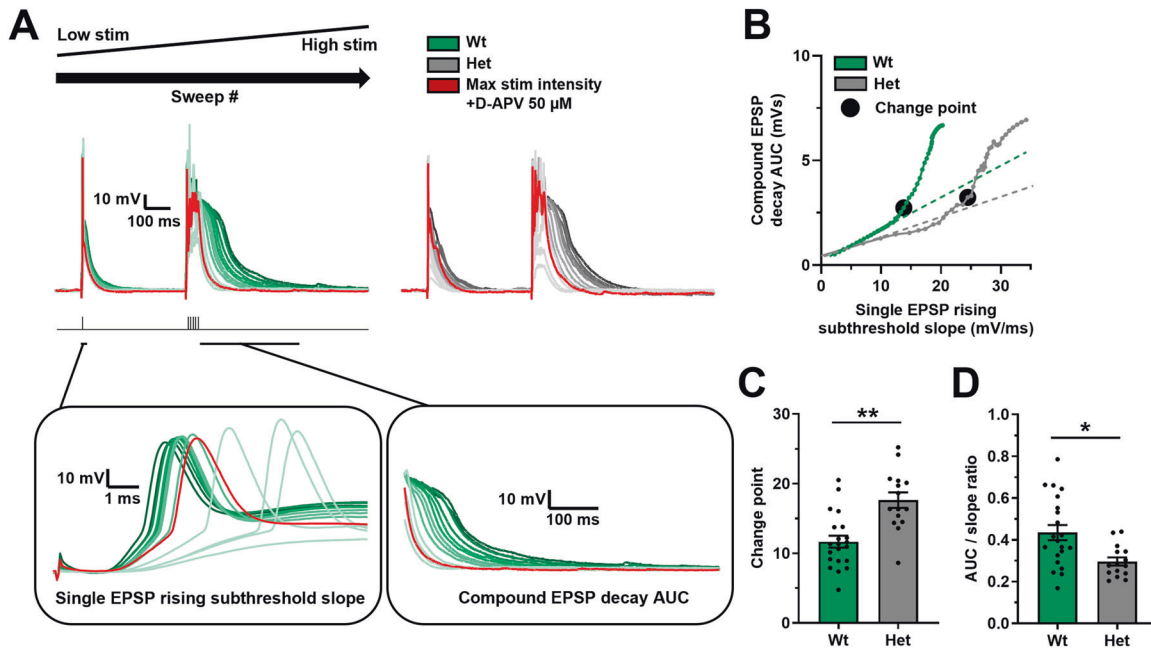 A
Low stim
High stim
Sweep #
Wt
Het
Max stim intensity
+D-APV 50 µM
10 mV
100 ms
10 mV
1 ms
Single EPSP rising subthreshold slope
10 mV
100 ms
Compound EPSP decay AUC
B
Wt
Het
Change point
Compound EPSP
decay AUC (mVs)
10
5
0
0
10
20
30
Single EPSP rising
subthreshold slope (mV/ms)
C
**
Change point
30
20
10
0
Wt
Het
D
*
AUC / slope ratio
1.0
0.8
0.6
0.4
0.2
0.0
Wt
Het